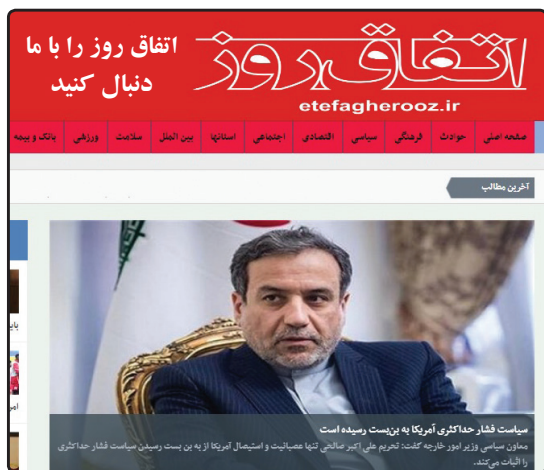 اتفاق روز
اتفاق روز را با ما
دنبال کنید
etefagherooz.ir
صفحه اصلی حوادث فرهنگی سیاسی اقتصادی اجتماعی استانها بین الملل سلامت ورزشی بانک و بیمه
آخرین مطالب
سیاست فشار حداکثری آمریکا به بن‌بست رسیده است
معاون سیاسی وزیر امور خارجه گفت: تحریم علی اکبر صالحی تنها عصبانیت و استیصال آمریکا از به بن بست رسیدن سیاست فشار حداکثری
را اثبات می‌کند.